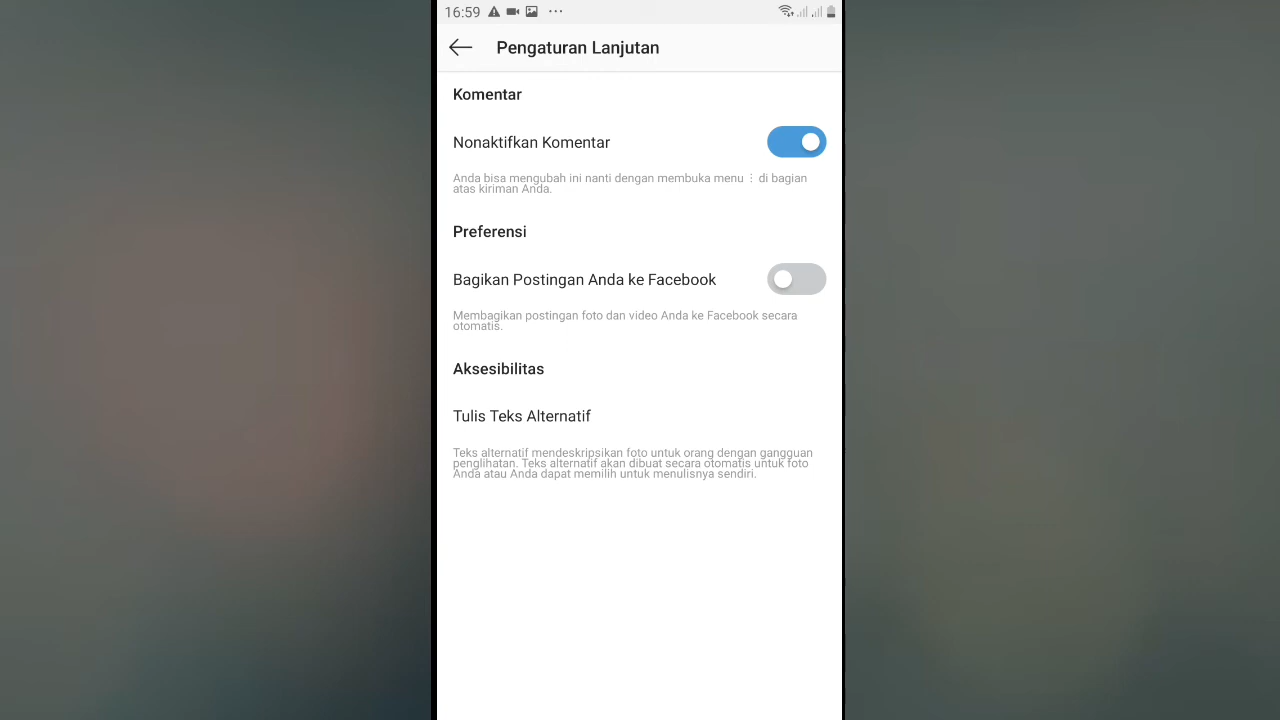 16:59
Pengaturan Lanjutan
Komentar
Nonaktifkan Komentar
Anda bisa mengubah ini nanti dengan membuka menu ⋮ di bagian
atas kiriman Anda.
Preferensi
Bagikan Postingan Anda ke Facebook
Membagikan postingan foto dan video Anda ke Facebook secara
otomatis.
Aksesibilitas
Tulis Teks Alternatif
Teks alternatif mendeskripsikan foto untuk orang dengan gangguan
penglihatan. Teks alternatif akan dibuat secara otomatis untuk foto
Anda atau Anda dapat memilih untuk menulisnya sendiri.